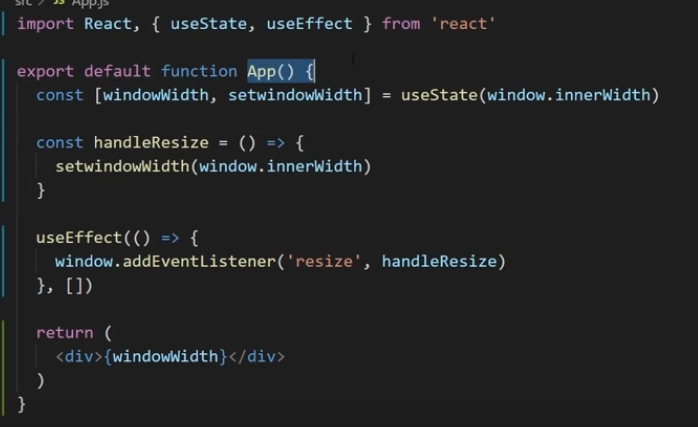 src > JS App.js
import React, { useState, useEffect } from 'react'
export default function App() {
const [windowWidth, setwindowWidth] = useState(window.innerWidth)
const handleResize = () => {
setwindowWidth(window.innerWidth)
}
useEffect(() => {
window.addEventListener('resize', handleResize)
}, [])
return (
<div>{windowWidth}</div>
)
}